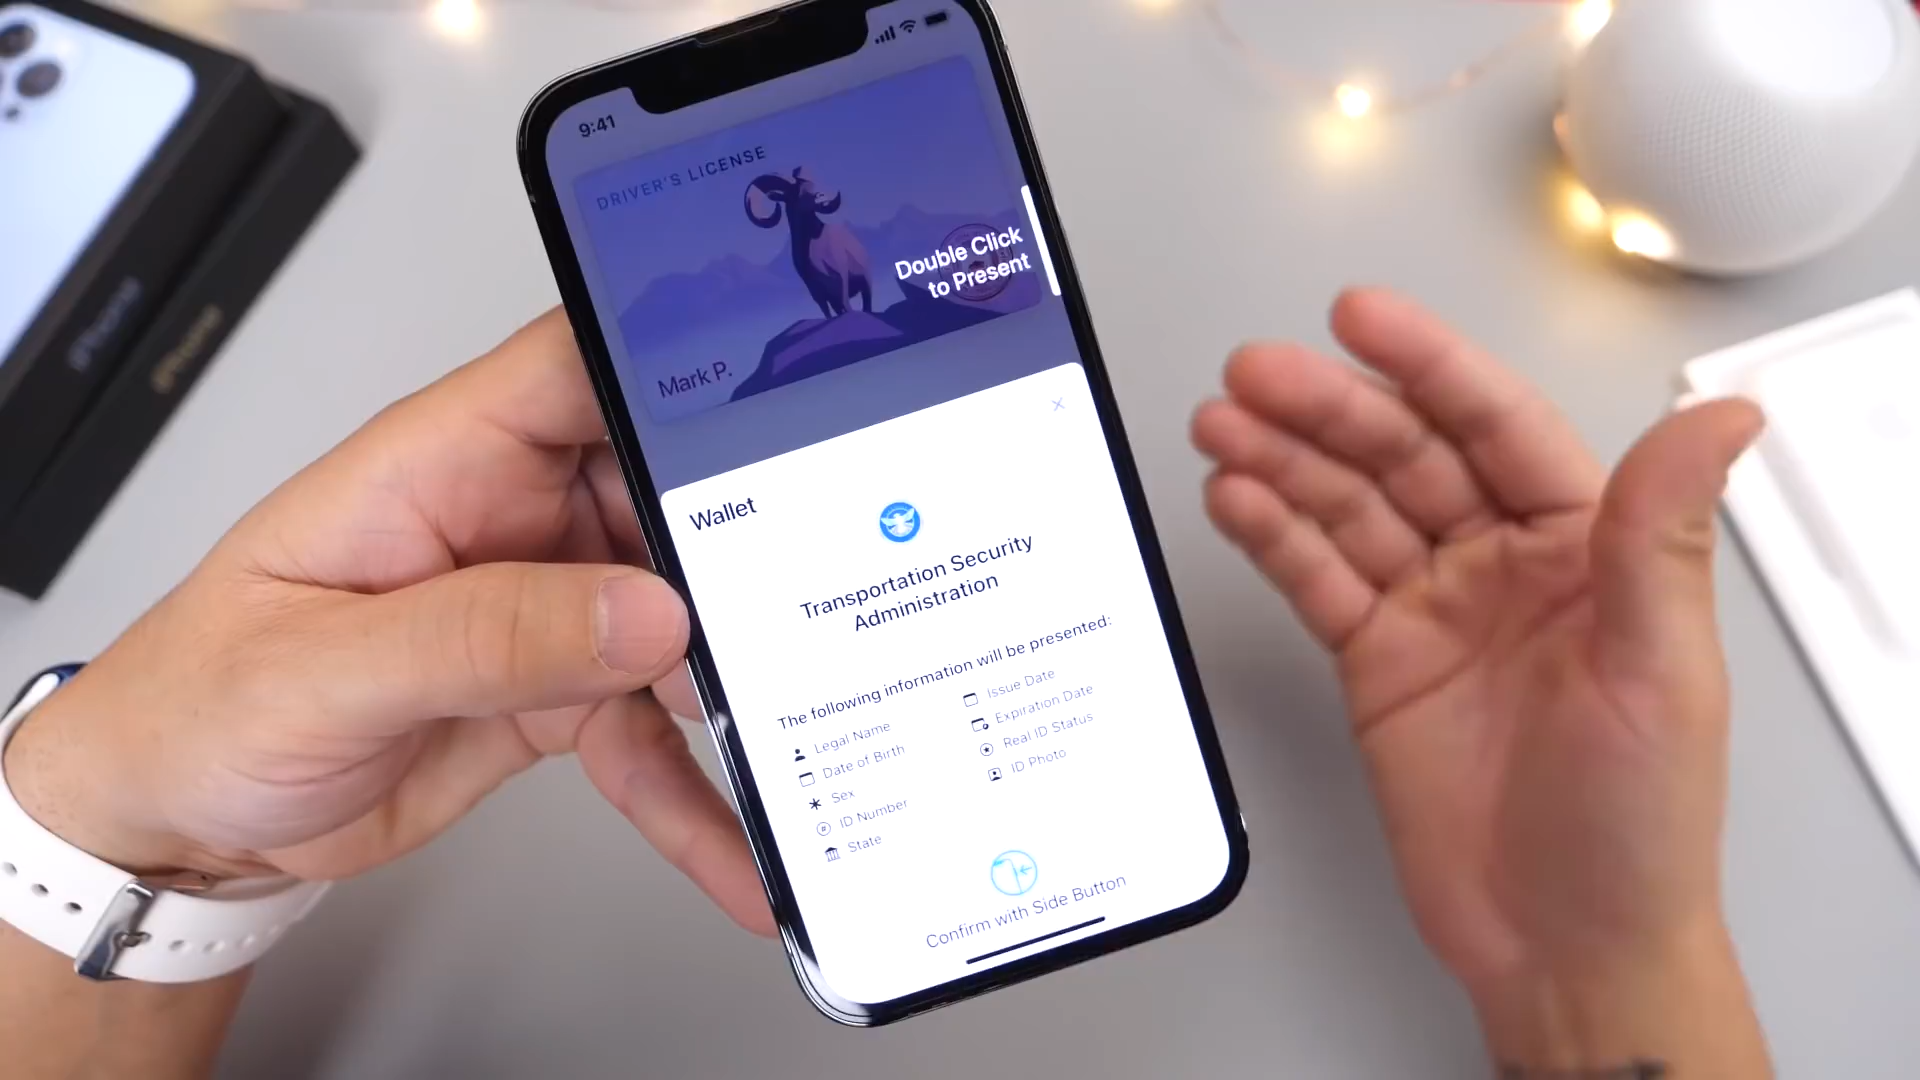 9:41
DRIVER'S LICENSE
Double Click
to Present
Mark P.
Wallet
Transportation Security
Administration
The following information will be presented:
Legal Name
Date of Birth
Sex
ID Number
State
Issue Date
Expiration Date
Real ID Status
ID Photo
Confirm with Side Button
iPhone
iPhone